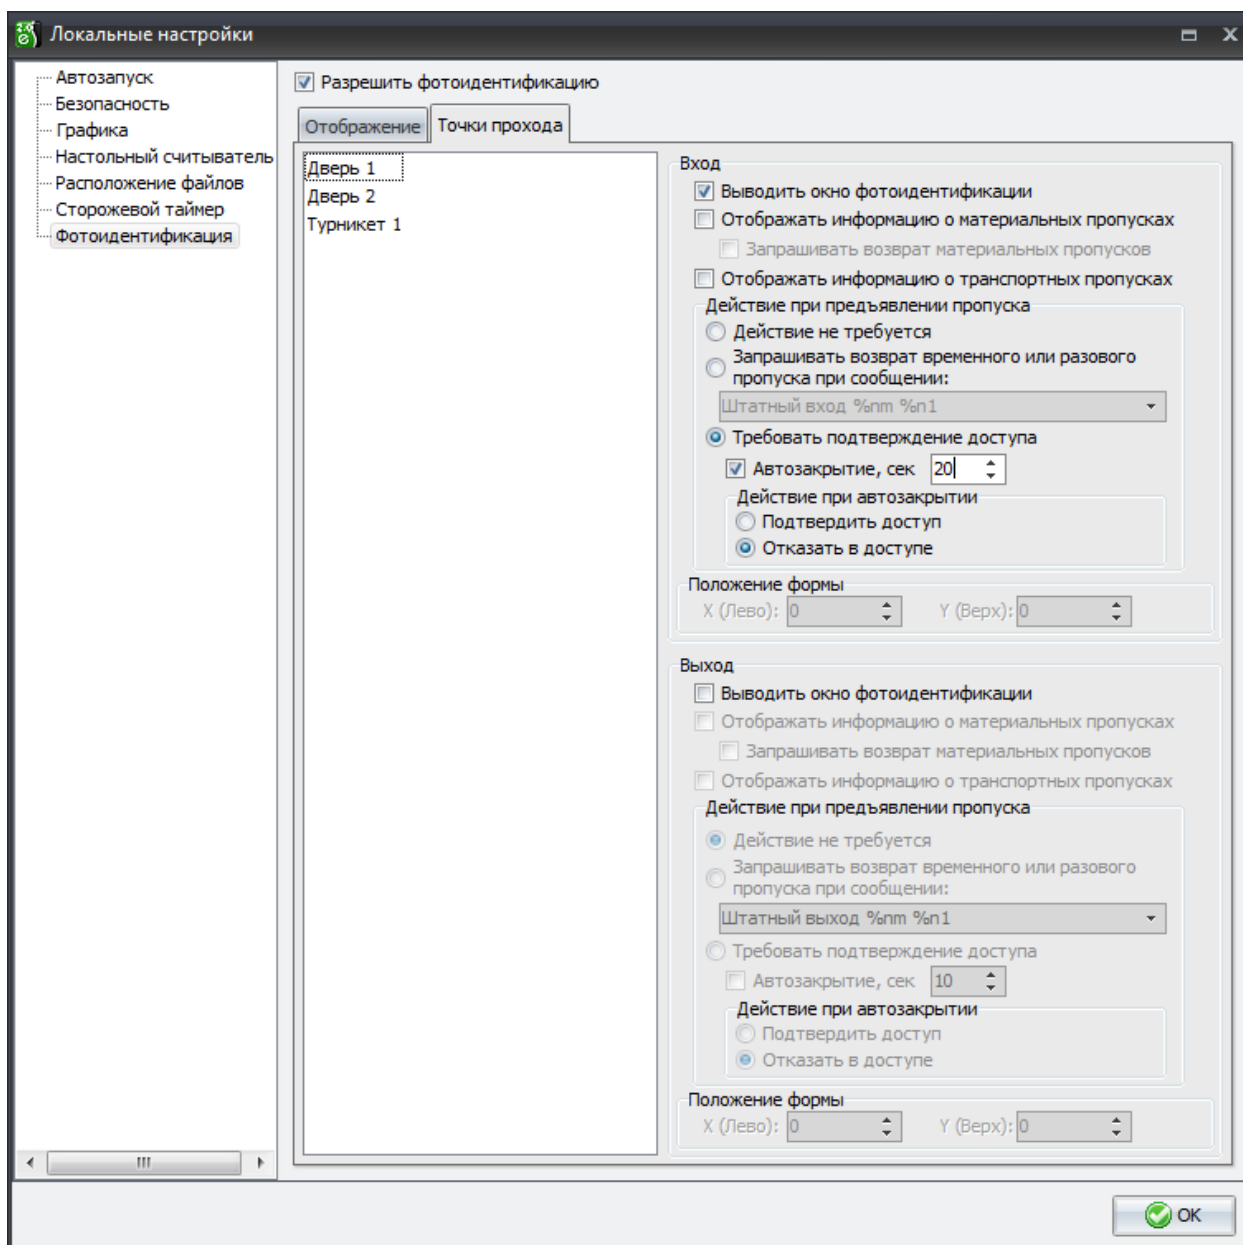 Локальные настройки
Автозапуск
Безопасность
Графика
Настольный считыватель
Расположение файлов
Сторожевой таймер
Фотоидентификация
Разрешить фотоидентификацию
Отображение
Точки прохода
Дверь 1
Дверь 2
Турникет 1
Вход
Выводить окно фотоидентификации
Отображать информацию о материальных пропусках
Запрашивать возврат материальных пропусков
Отображать информацию о транспортных пропусках
Действие при предъявлении пропуска
Действие не требуется
Запрашивать возврат временного или разового
пропуска при сообщении:
Штатный вход %nm %n1
Требовать подтверждение доступа
Автозакрытие, сек 20
Действие при автозакрытии
Подтвердить доступ
Отказать в доступе
Положение формы
X (Лево): 0 Y (Верх): 0
Выход
Выводить окно фотоидентификации
Отображать информацию о материальных пропусках
Запрашивать возврат материальных пропусков
Отображать информацию о транспортных пропусках
Действие при предъявлении пропуска
Действие не требуется
Запрашивать возврат временного или разового
пропуска при сообщении:
Штатный выход %nm %n1
Требовать подтверждение доступа
Автозакрытие, сек 10
Действие при автозакрытии
Подтвердить доступ
Отказать в доступе
Положение формы
X (Лево): 0 Y (Верх): 0
OK